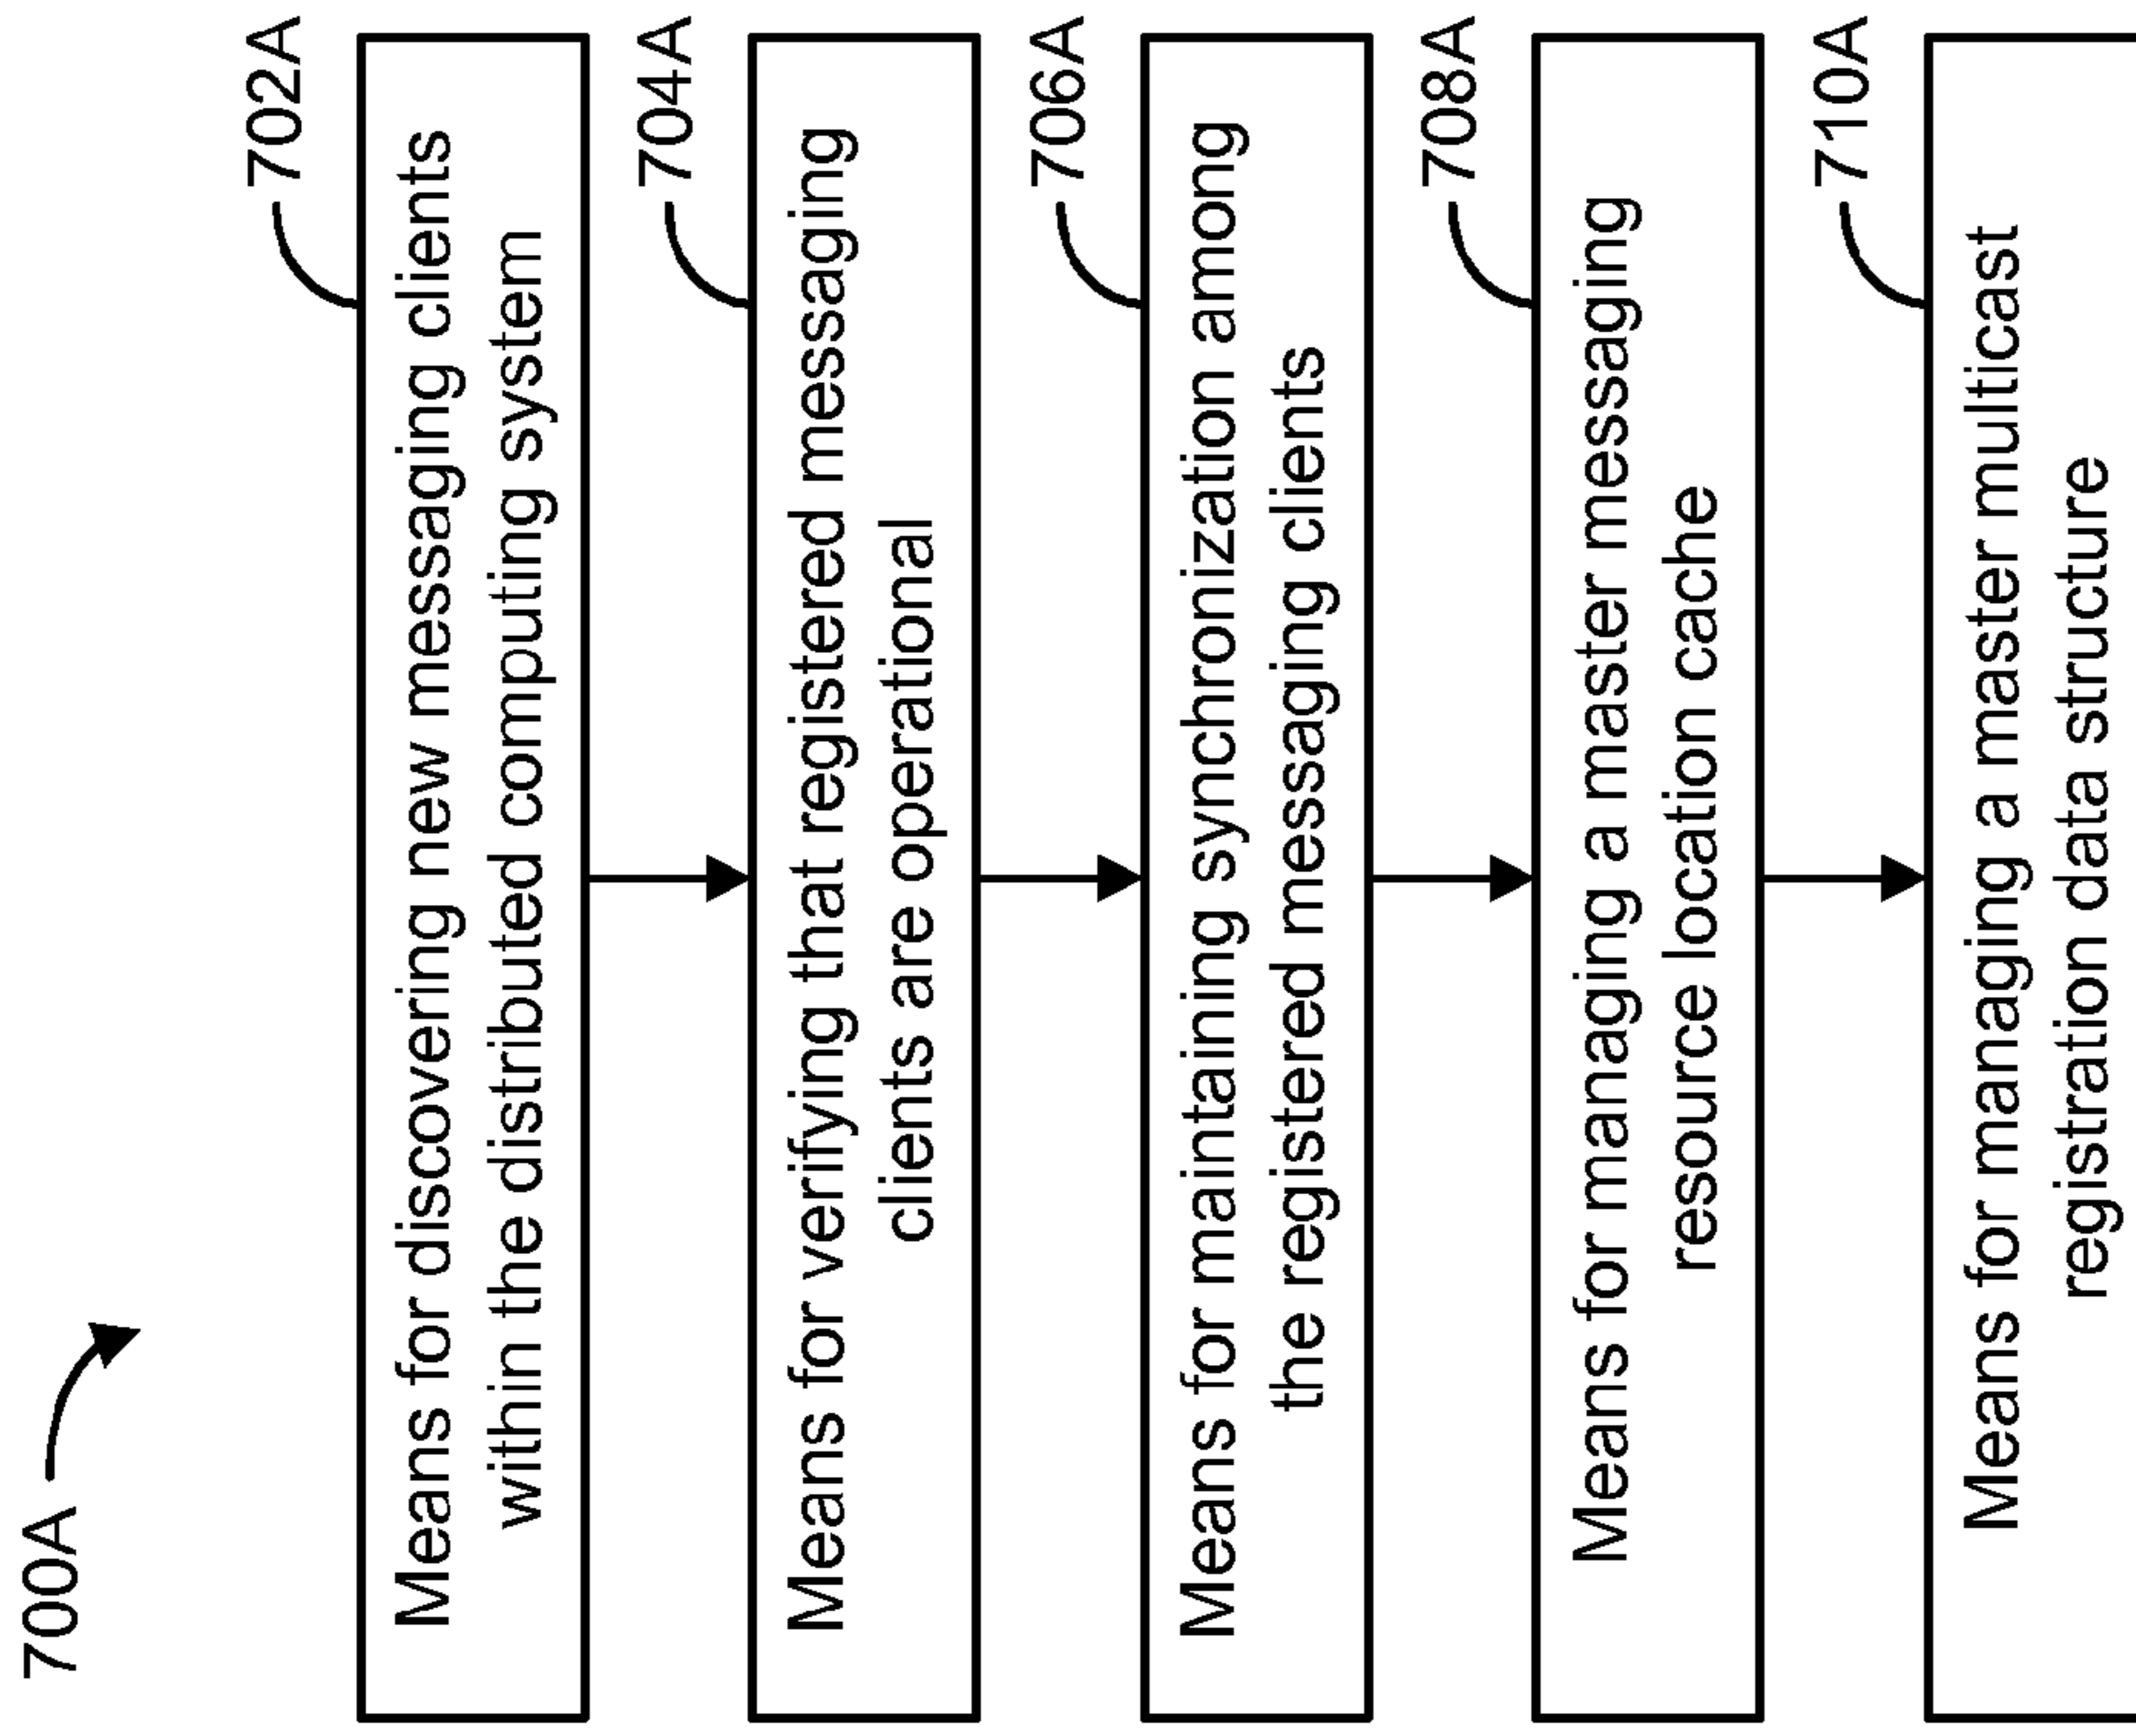 700A
702A
Means for discovering new messaging clients
within the distributed computing system
704A
Means for verifying that registered messaging
clients are operational
706A
Means for maintaining synchronization among
the registered messaging clients
708A
Means for managing a master messaging
resource location cache
710A
Means for managing a master multicast
registration data structure